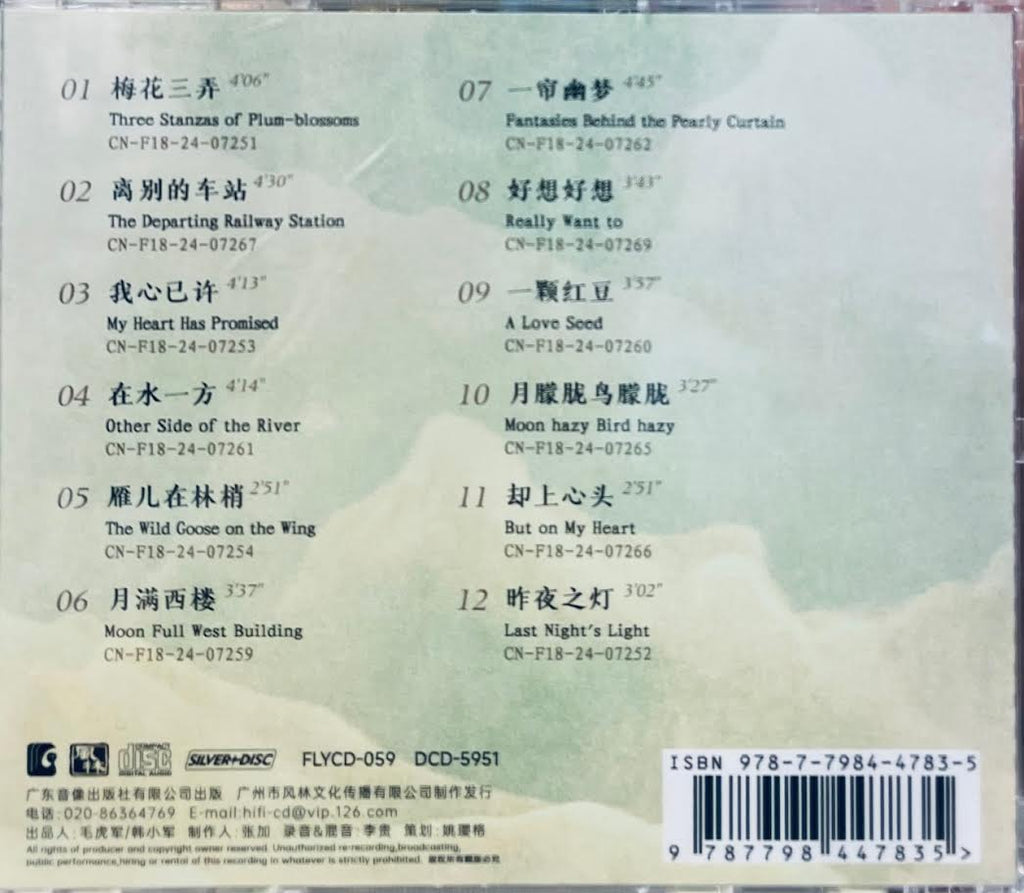 01 梅花三弄 4'06"
Three Stanzas of Plum-blossoms
CN-F18-24-07251
02 离别的车站 4'30"
The Departing Railway Station
CN-F18-24-07267
03 我心已许 4'13"
My Heart Has Promised
CN-F18-24-07253
04 在水一方 4'14"
Other Side of the River
CN-F18-24-07261
05 雁儿在林梢 2'51"
The Wild Goose on the Wing
CN-F18-24-07254
06 月满西楼 3'37"
Moon Full West Building
CN-F18-24-07259
07 一帘幽梦 4'45"
Fantasies Behind the Pearly Curtain
CN-F18-24-07262
08 好想好想 3'43"
Really Want to
CN-F18-24-07269
09 一颗红豆 3'57"
A Love Seed
CN-F18-24-07260
10 月朦胧鸟朦胧 3'27"
Moon hazy Bird hazy
CN-F18-24-07265
11 却上心头 2'51"
But on My Heart
CN-F18-24-07266
12 昨夜之灯 3'02"
Last Night's Light
CN-F18-24-07252
COMPACT disc DIGITAL AUDIO SILVER+DISC FLYCD-059 DCD-5951
广东音像出版社有限公司出版 广州市风林文化传播有限公司制作发行
电话:020-86364769 E-mail:hifi-cd@vip.126.com
出品人:毛虎军/韩小军 制作人:张加 录音&混音:李贵 策划:姚璎格
All rights of producer and copyright owner reserved. Unauthorized re-recording,broadcasting,
public performance,hiring or rental of this recording in whatever is strictly prohibited. 版权所有翻版必究
ISBN 978-7-7984-4783-5
9 787798 447835 >